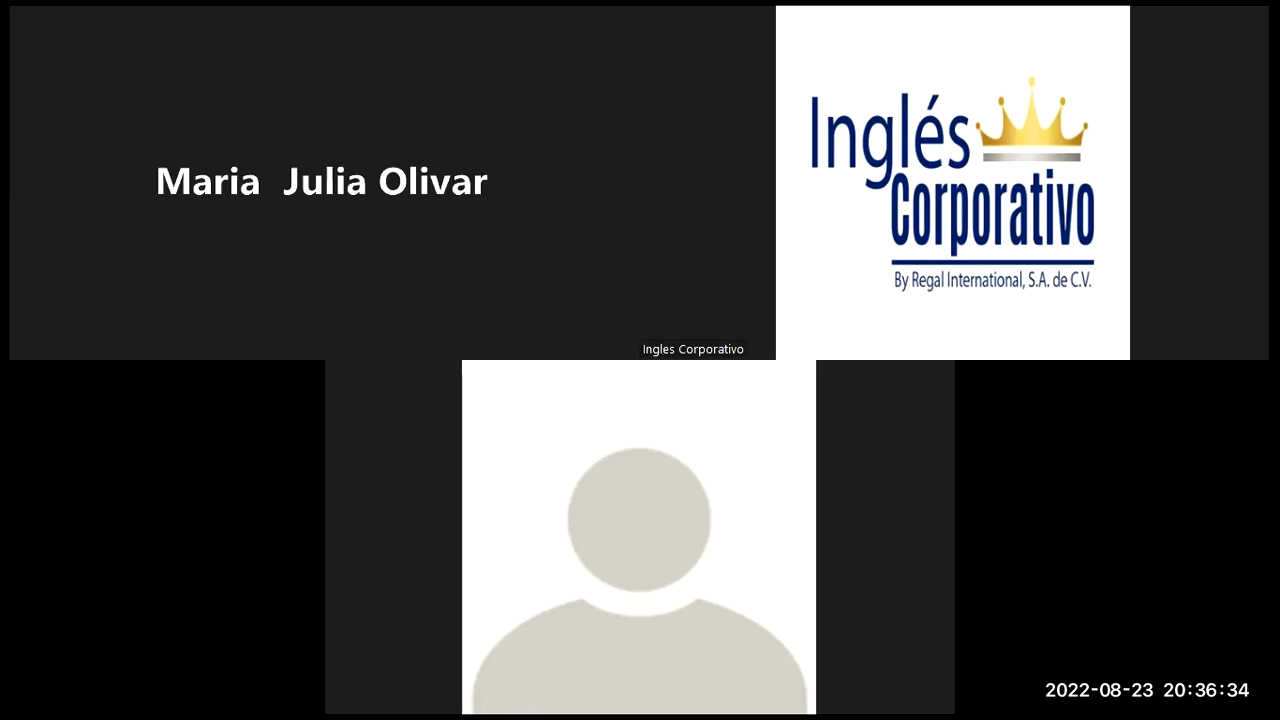 Maria  Julia Olivar
Inglés
Corporativo
By Regal International, S.A. de C.V.
Ingles Corporativo
2022-08-23 20:36:34